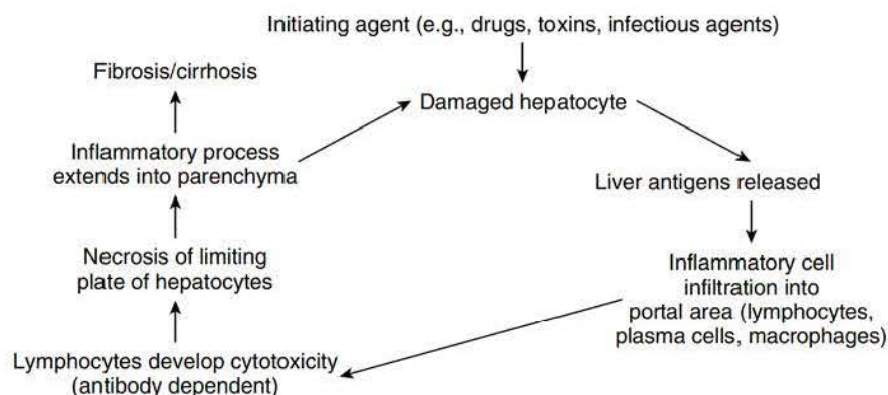 Initiating agent (e.g., drugs, toxins, infectious agents)
Fibrosis/cirrhosis
Damaged hepatocyte
Inflammatory process
extends into parenchyma
Liver antigens released
Necrosis of limiting
plate of hepatocytes
Inflammatory cell
infiltration into
portal area (lymphocytes,
plasma cells, macrophages)
Lymphocytes develop cytotoxicity
(antibody dependent)